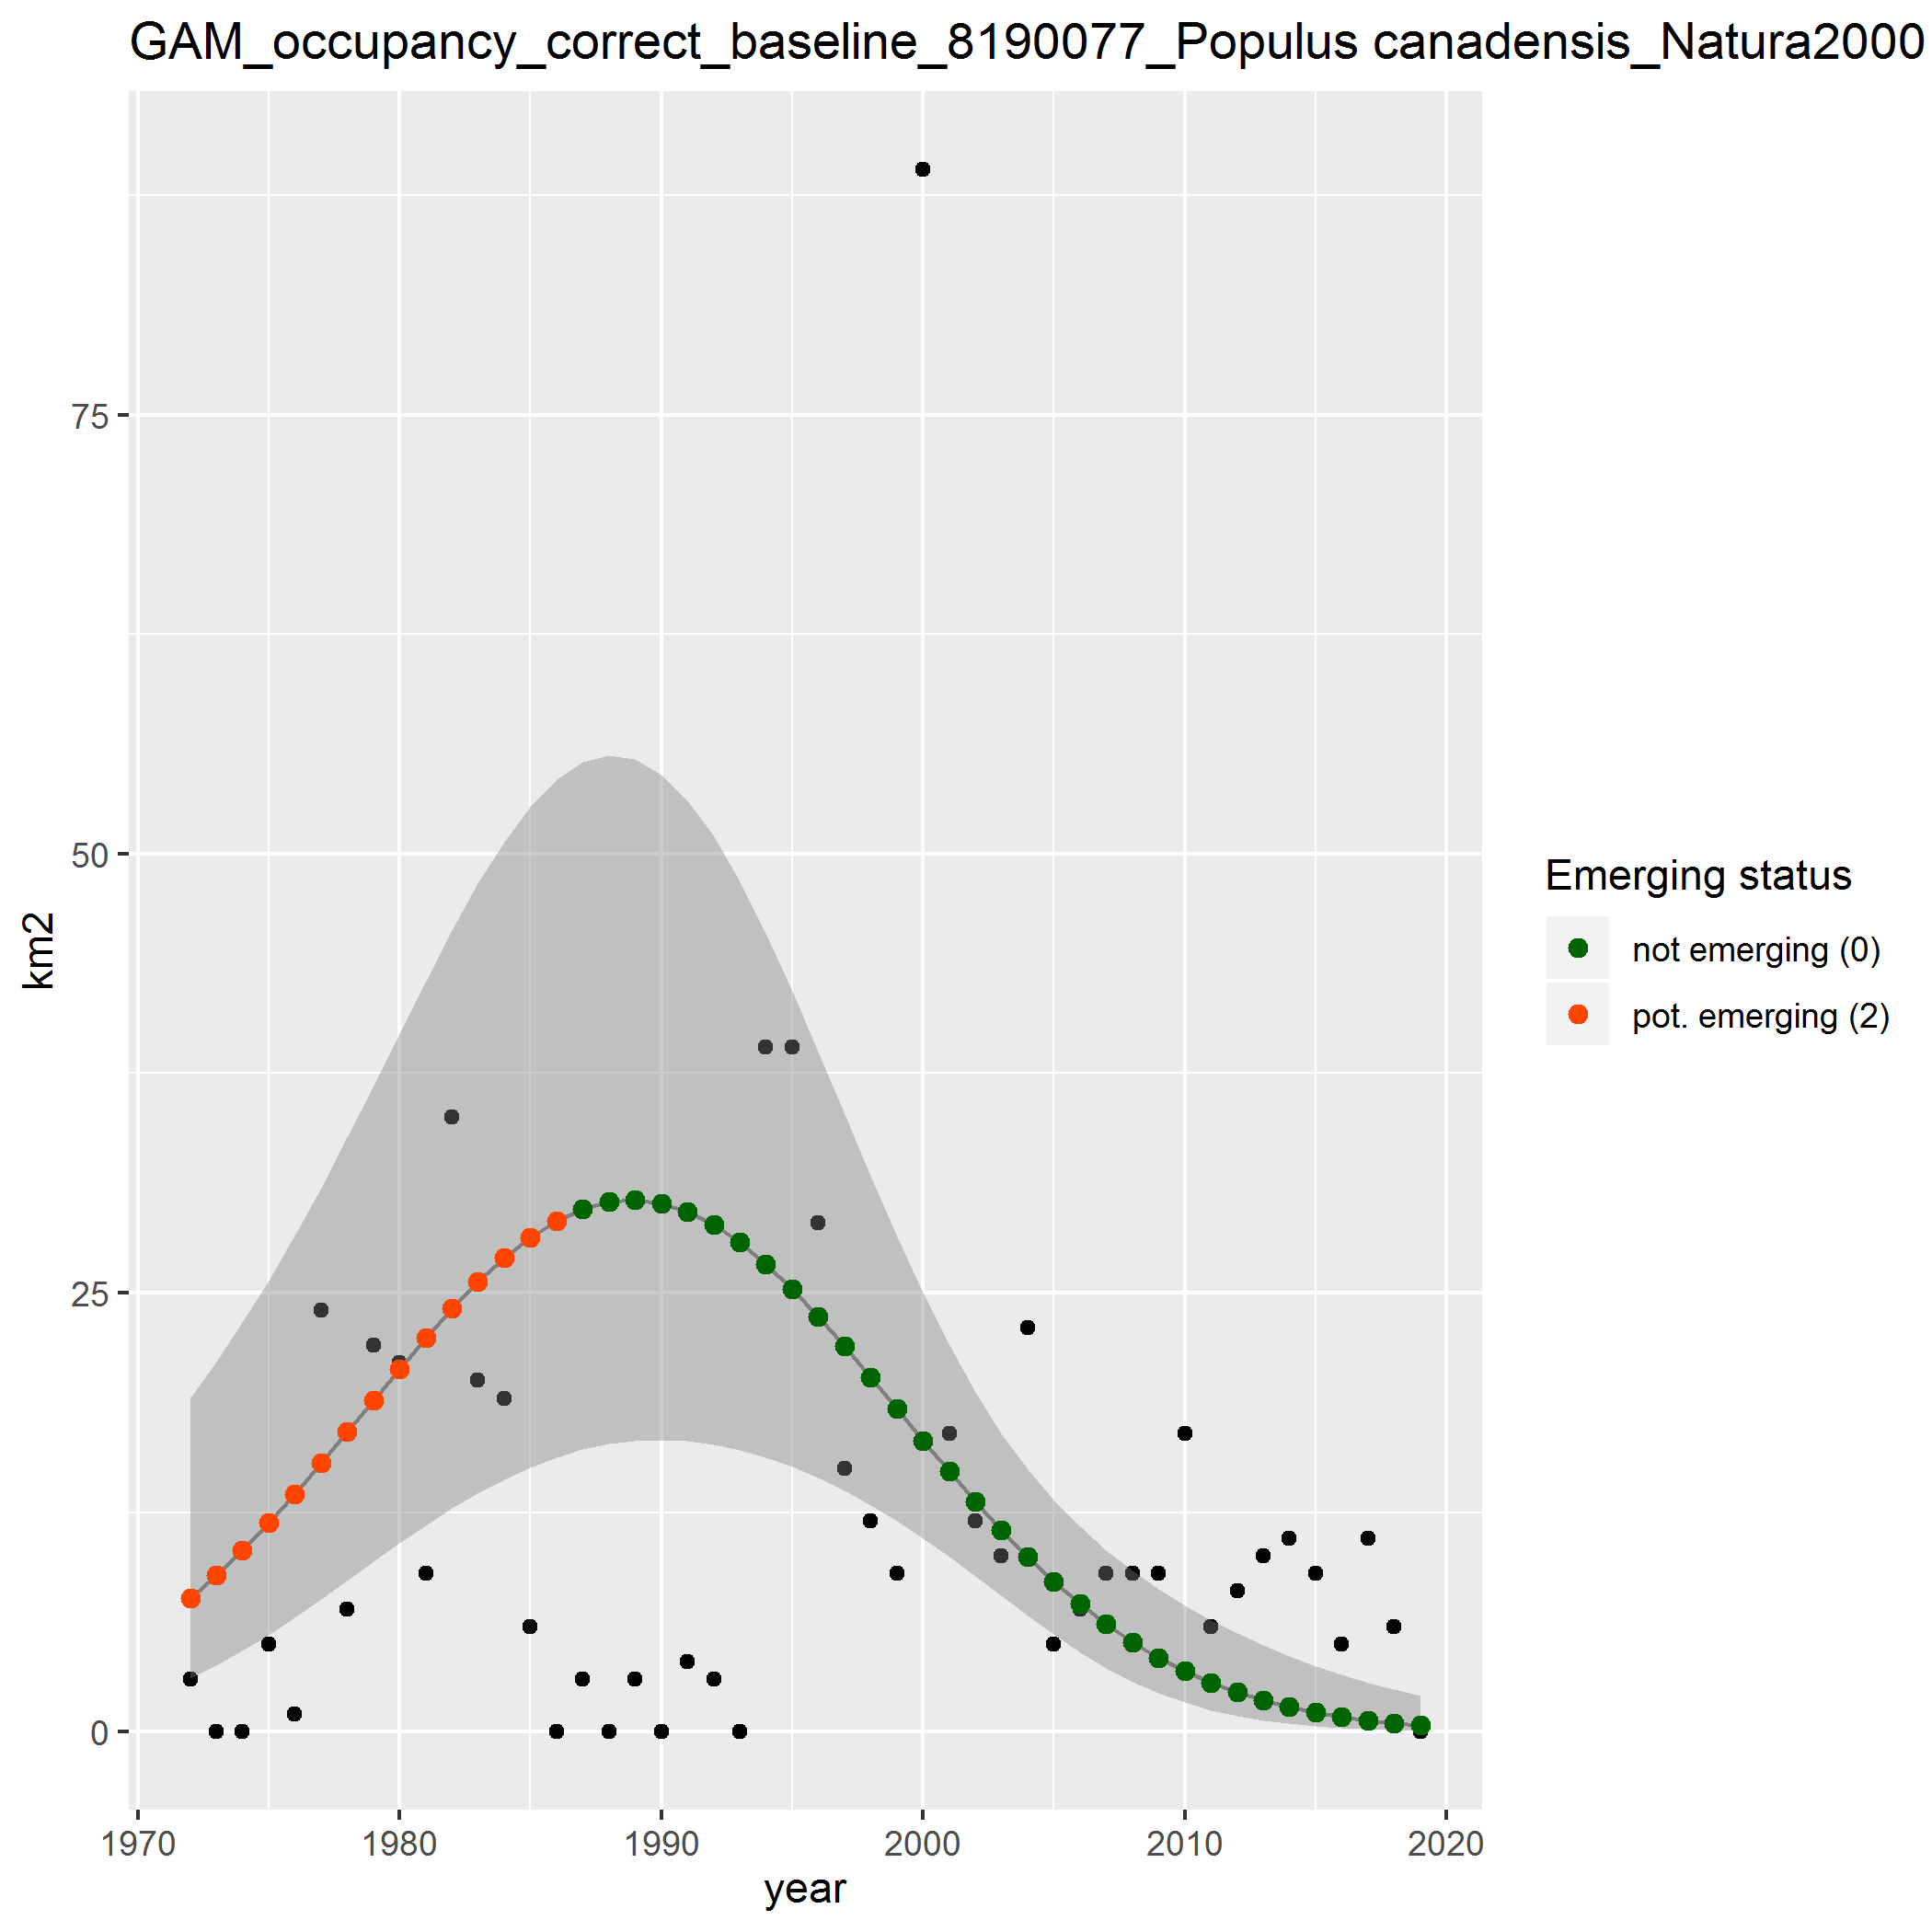 GAM_occupancy_correct_baseline_8190077_Populus canadensis_Natura2000
75
50
25
0
km2
1970 1980 1990 2000 2010 2020
year
Emerging status
not emerging (0)
pot. emerging (2)